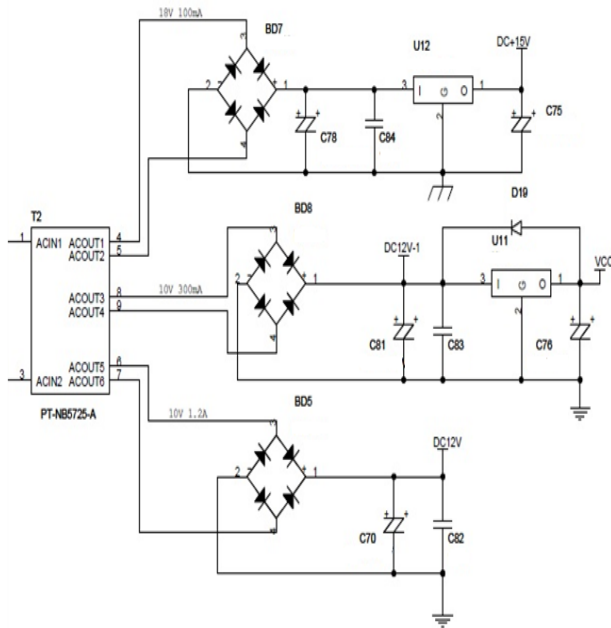 18V 100mA
BD7
3
2
-
+
1
4
U12
3
I
G
O
1
2
DC+15V
+
+
C78
C84
+
+
C75
T2
1
ACIN1
ACOUT1
4
ACOUT2
5
ACOUT3
8
ACOUT4
9
ACOUT5
6
3
ACIN2
ACOUT6
7
PT-NB5725-A
10V 300mA
BD8
3
2
-
+
1
4
DC12V-1
D19
U11
3
I
G
O
1
2
VCC
+
+
C81
C83
C76
+
+
10V 1.2A
BD5
3
2
-
+
1
4
DC12V
+
+
C70
C82